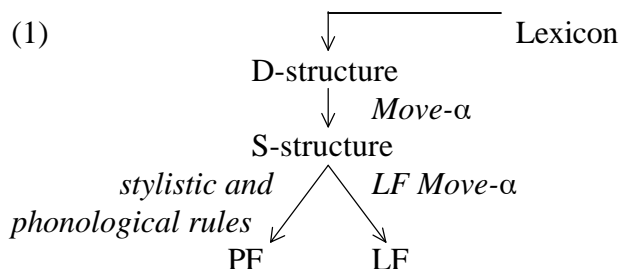 (1) Lexicon
D-structure
Move-α
S-structure
stylistic and LF Move-α
phonological rules
PF LF